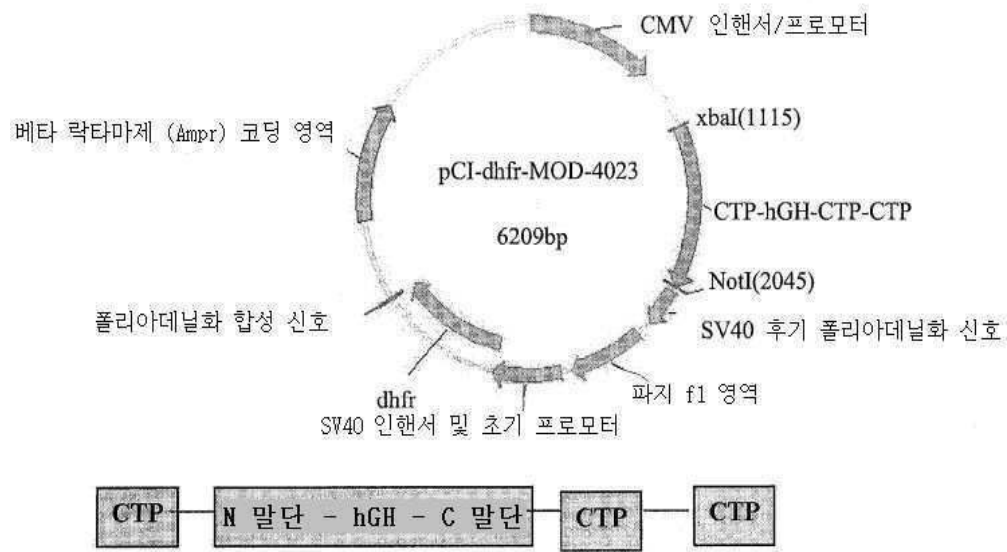 CMV 인핸서/프로모터
xbaI(1115)
베타 락타마제 (Ampr) 코딩 영역
pCI-dhfr-MOD-4023
CTP-hGH-CTP-CTP
6209bp
NotI(2045)
폴리아데닐화 합성 신호
SV40 후기 폴리아데닐화 신호
dhfr
파지 f1 영역
SV40 인핸서 및 초기 프로모터
CTP
N 말단 - hGH - C 말단
CTP
CTP